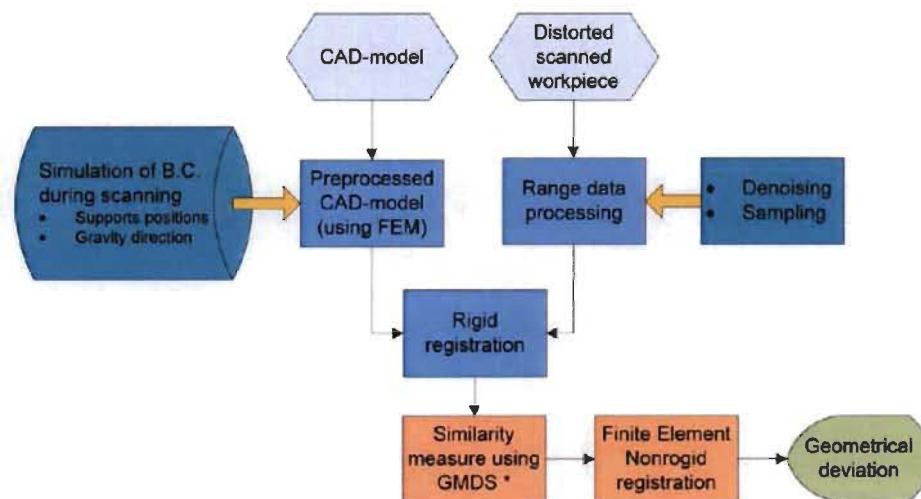 CAD-model
Distorted
scanned
workpiece
Simulation of B.C.
during scanning
• Supports positions
• Gravity direction
Preprocessed
CAD-model
(using FEM)
Range data
processing
• Denoising
• Sampling
Rigid
registration
Similarity
measure using
GMDS *
Finite Element
Nonrogid
registration
Geometrical
deviation